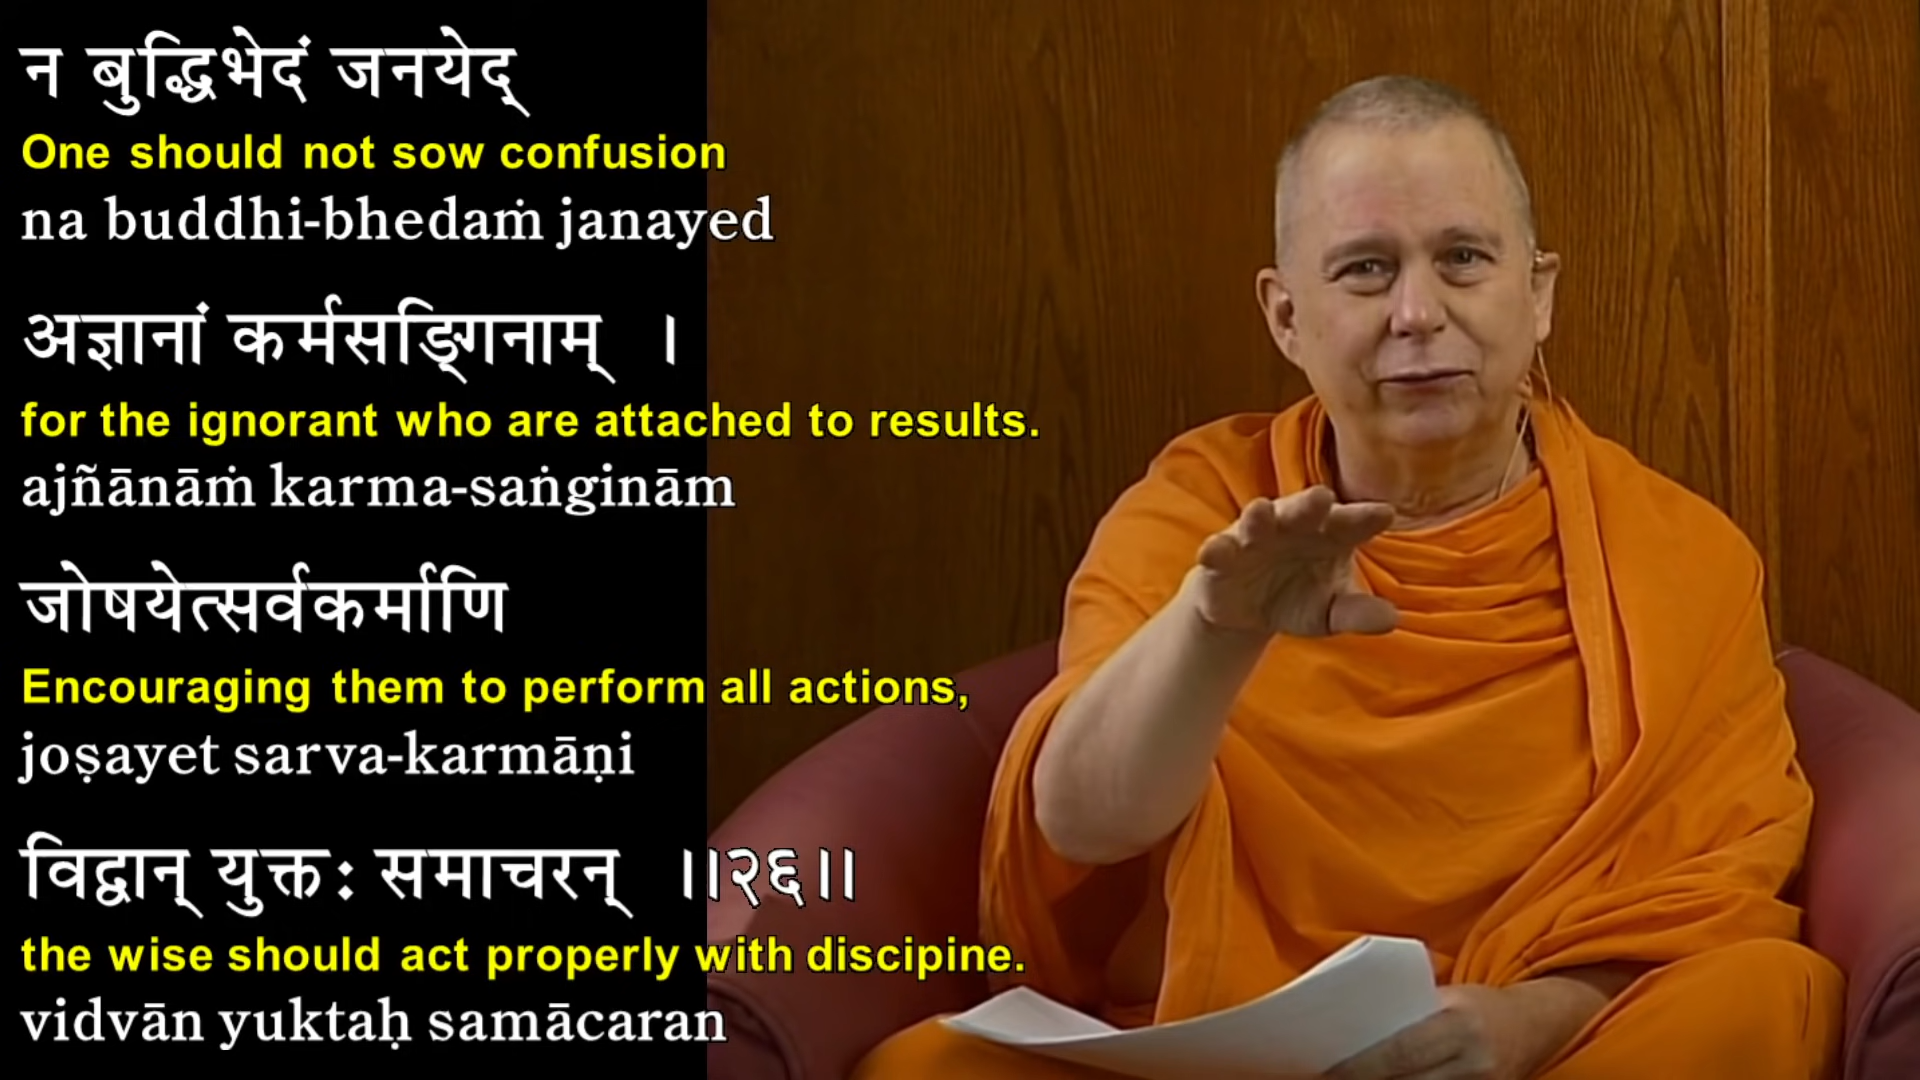 न बुद्धिभेदं जनयेद्
One should not sow confusion
na buddhi-bhedaṁ janayed
अज्ञानां कर्मसङ्गिनाम् ।
for the ignorant who are attached to results.
ajñānāṁ karma-saṅginām
जोषयेत्सर्वकर्माणि
Encouraging them to perform all actions,
joṣayet sarva-karmāṇi
विद्वान् युक्तः समाचरन् ।।२६।।
the wise should act properly with discipine.
vidvān yuktaḥ samācaran